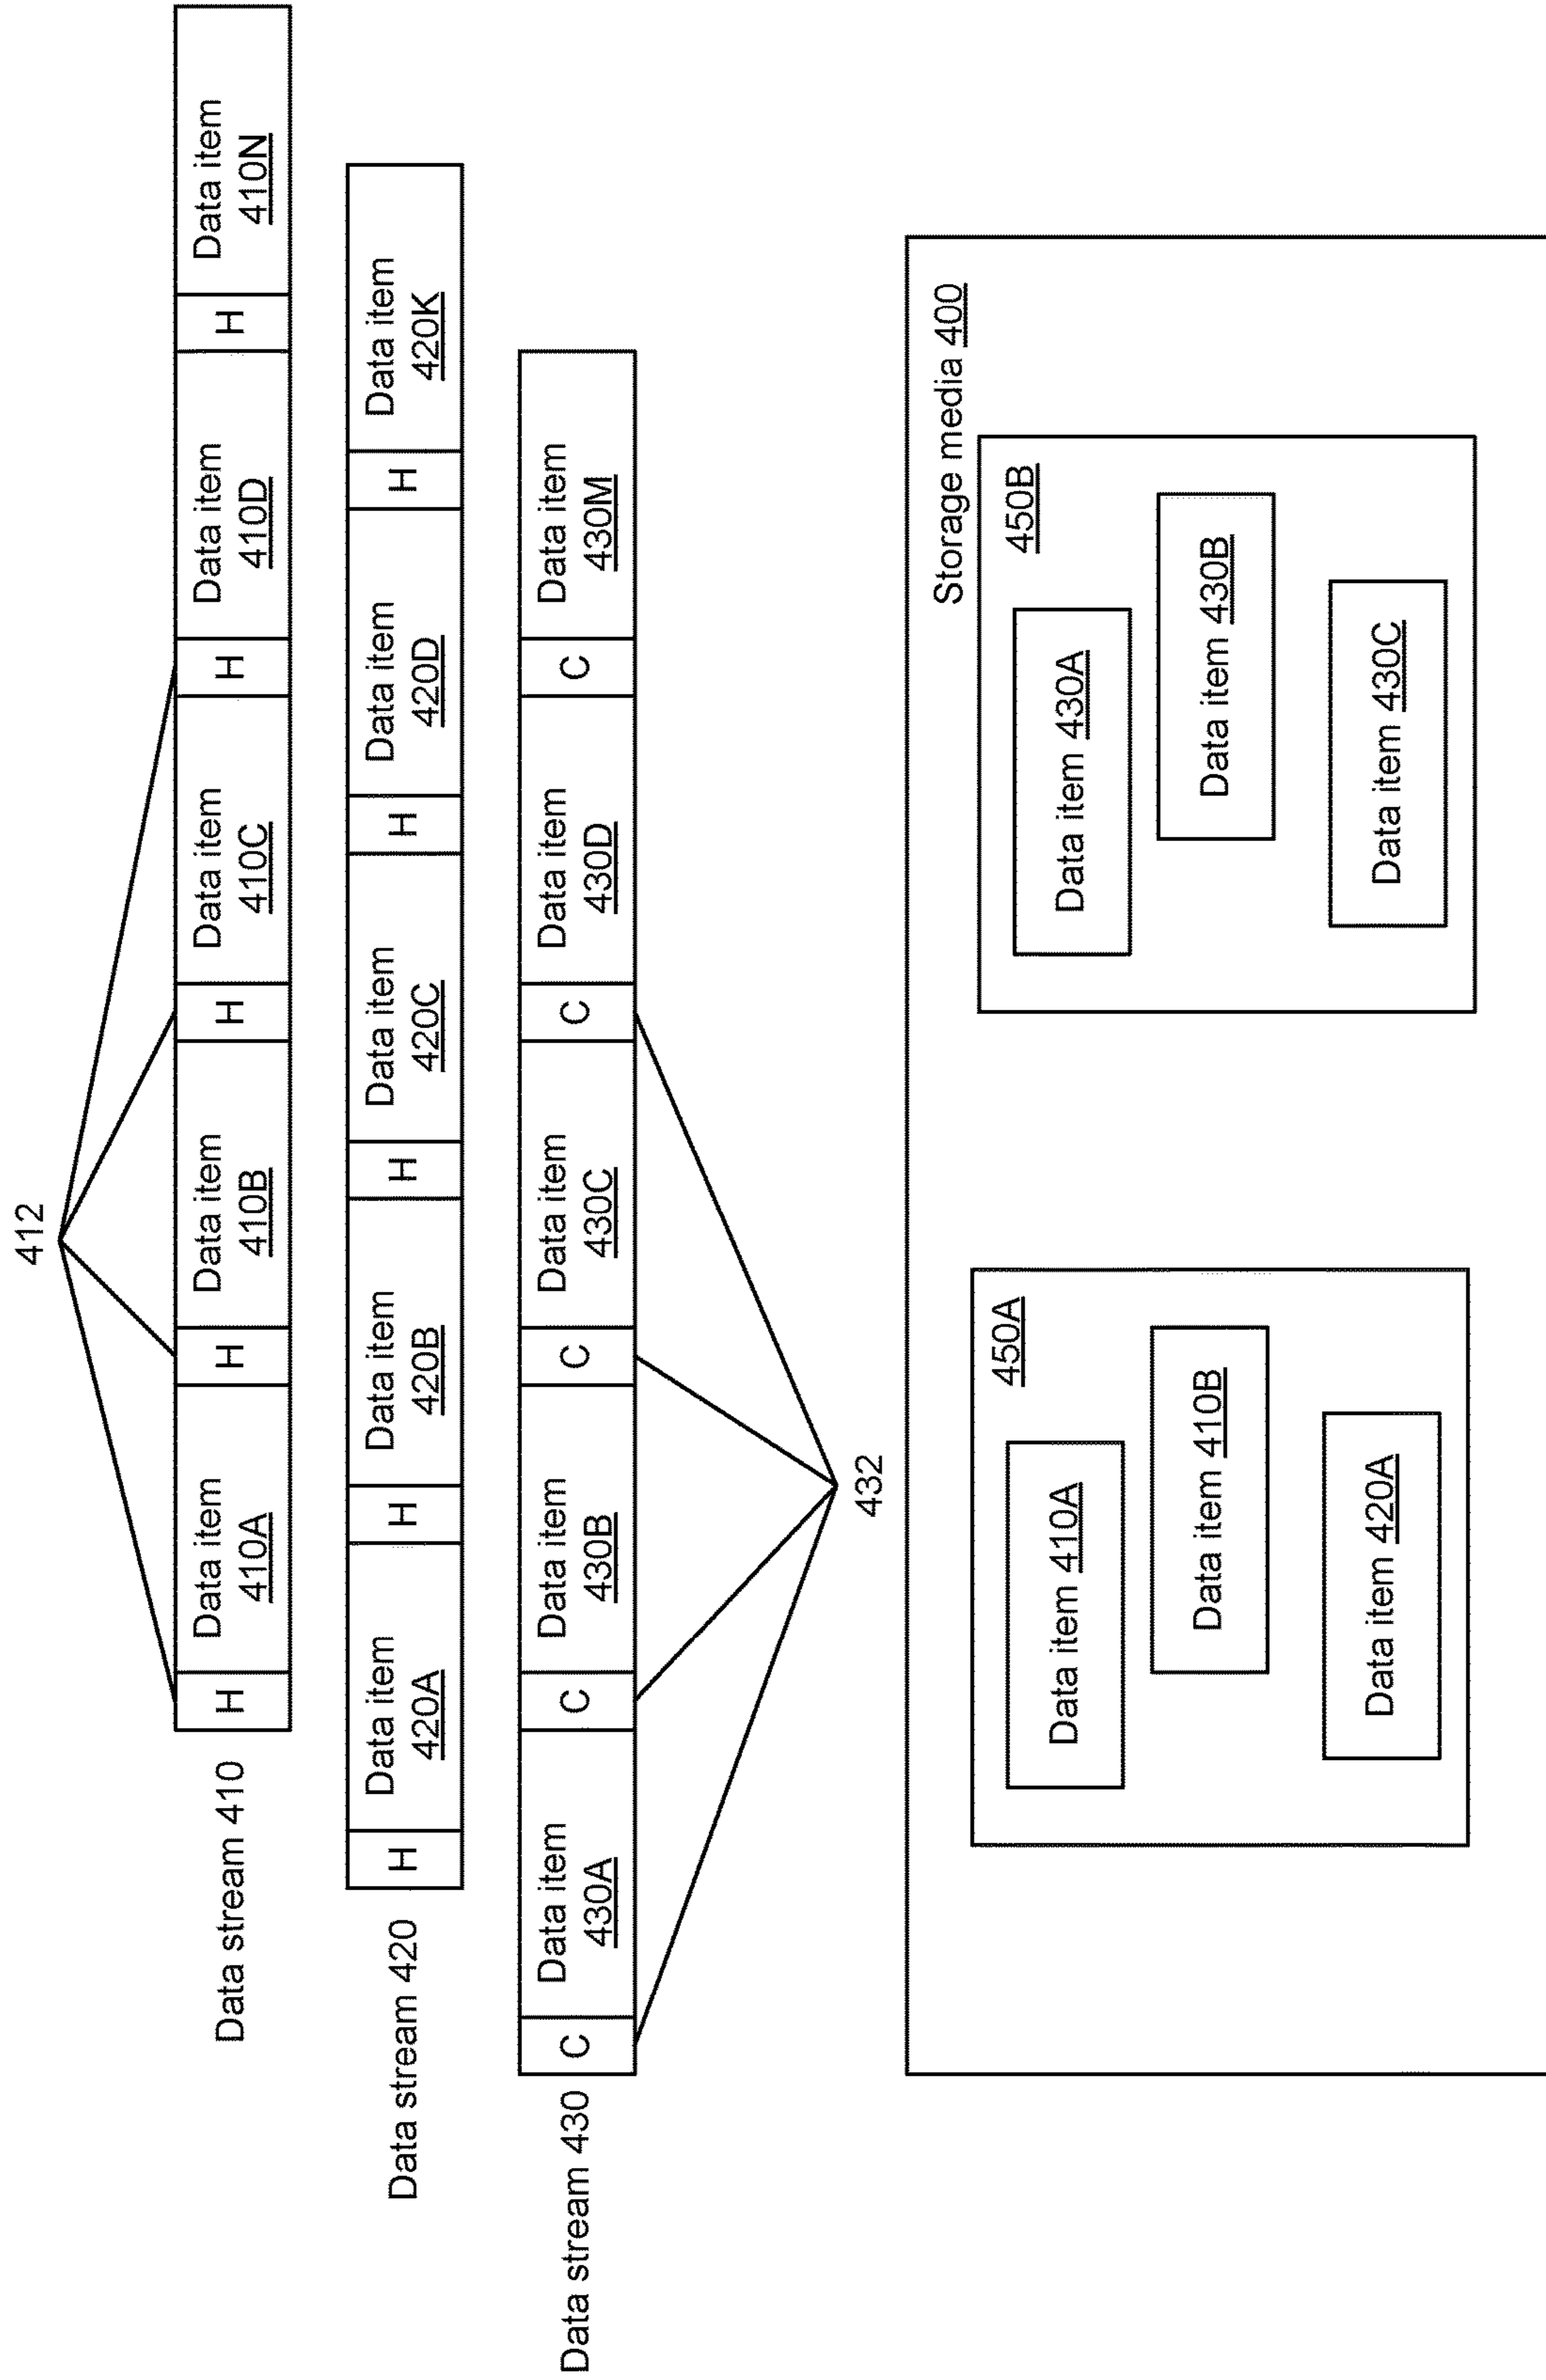 412
Data stream 410
H
Data item
410A
H
Data item
410B
H
Data item
410C
H
Data item
410D
H
Data item
410N
Data stream 420
H
Data item
420A
H
Data item
420B
H
Data item
420C
H
Data item
420D
H
Data item
420K
Data stream 430
C
Data item
430A
C
Data item
430B
C
Data item
430C
C
Data item
430D
C
Data item
430M
432
Storage media 400
450A
Data item 410A
Data item 410B
Data item 420A
450B
Data item 430A
Data item 430B
Data item 430C